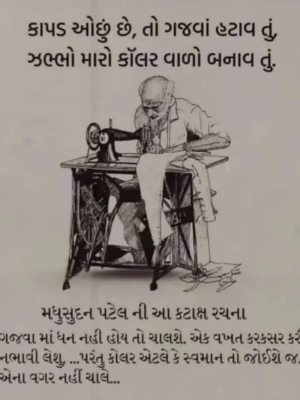 કાપડ ઓછું છે, તો ગજવાં હટાવ તું,
ઝભ્ભો મારો કૉલર વાળો બનાવ તું.
મધુસુદન પટેલ ની આ કટાક્ષ રચના
ગજવા માં ધન નહી હોય તો ચાલશે. એક વખત કરકસર કરી
નભાવી લેશુ, ...પરંતુ કોલર એટલે કે સ્વમાન તો જોઈશે જ.
એના વગર નહીં ચાલે...